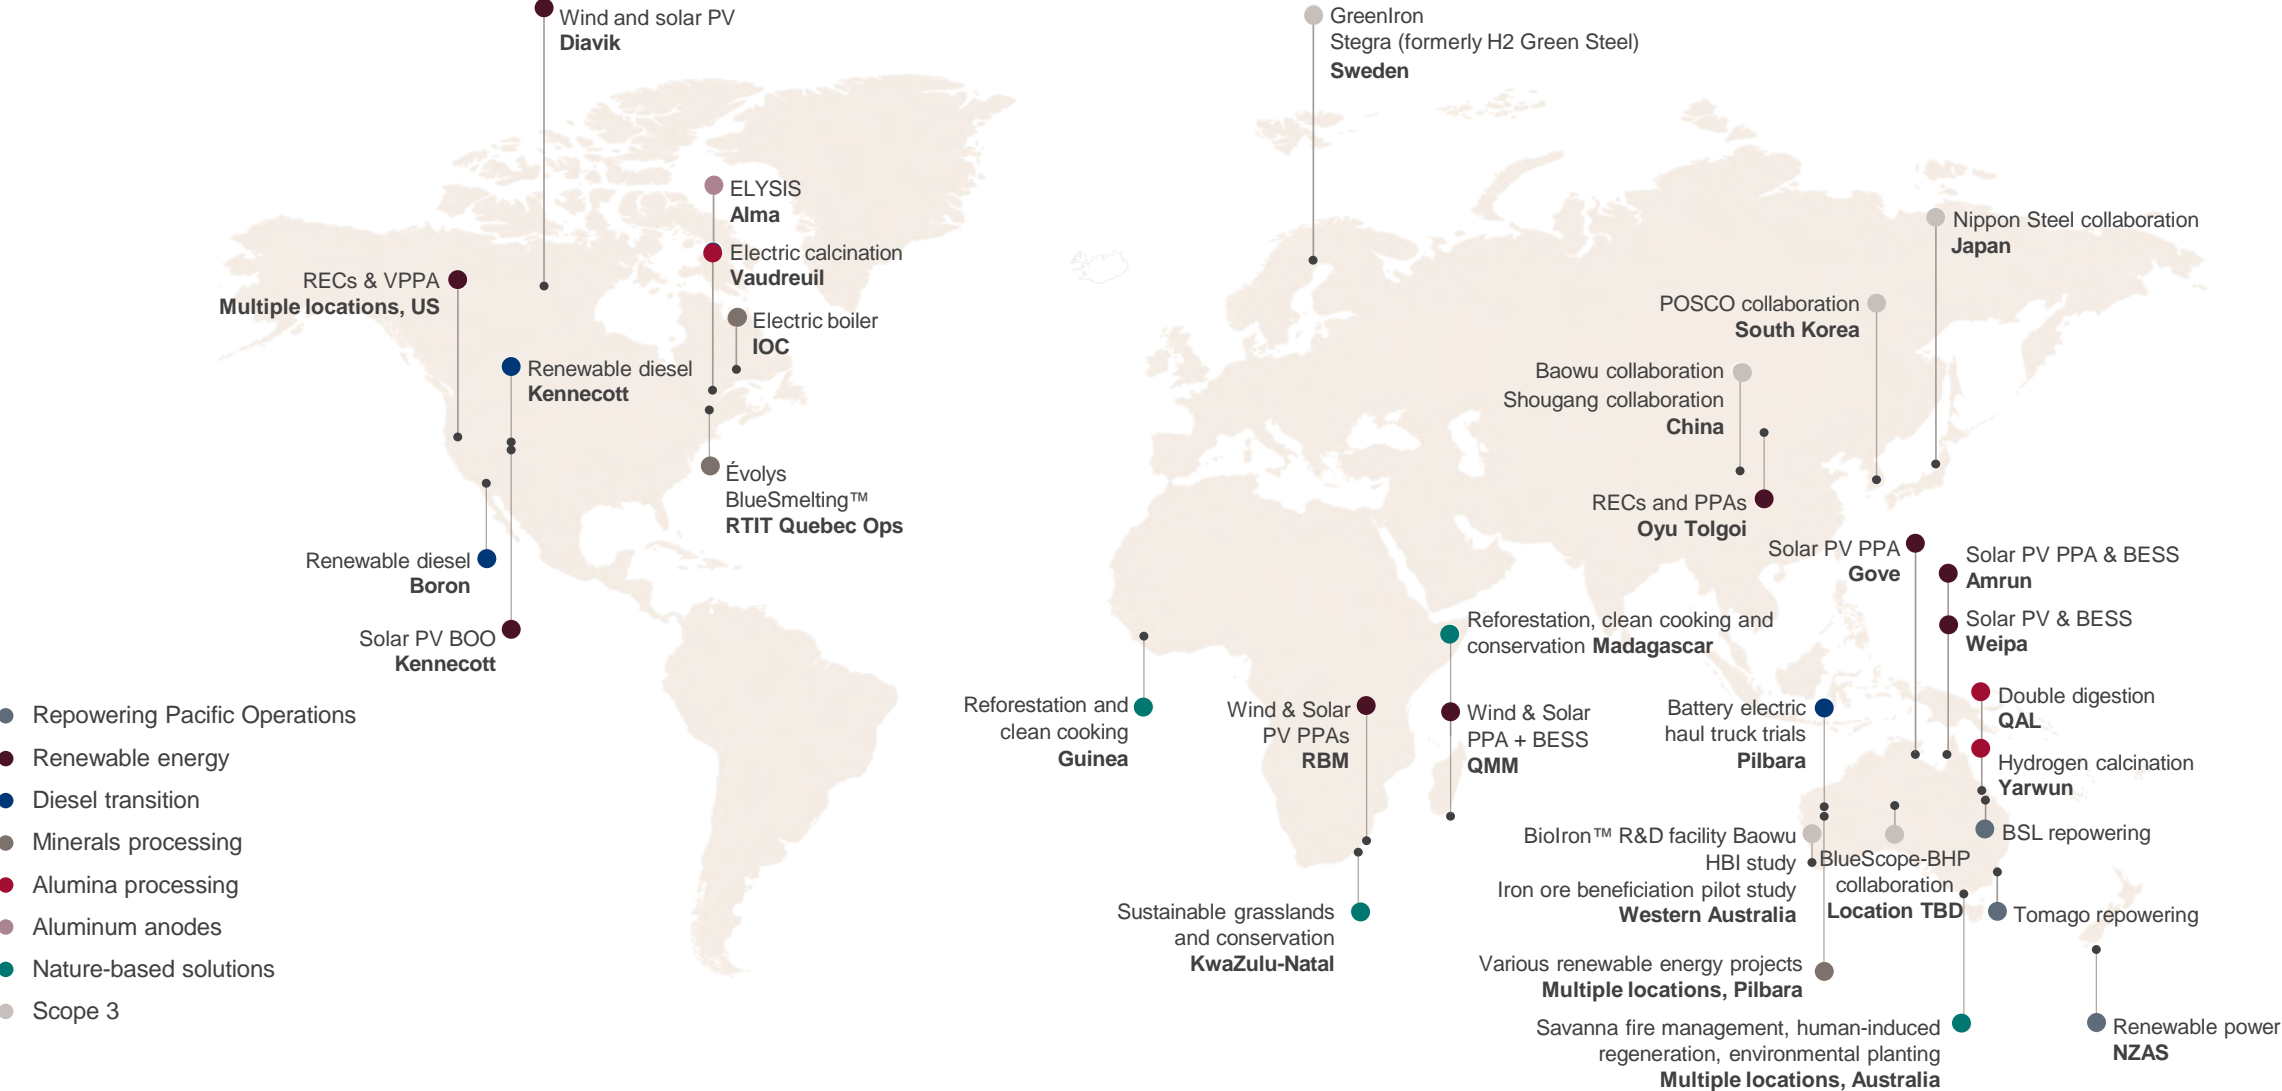 Wind and solar PV
Diavik
GreenIron
Stegra (formerly H2 Green Steel)
Sweden
ELYSIS
Alma
Electric calcination
Vaudreuil
RECs & VPPA
Multiple locations, US
Electric boiler
IOC
Renewable diesel
Kennecott
Évolys
BlueSmelting™
RTIT Quebec Ops
Renewable diesel
Boron
Solar PV BOO
Kennecott
Nippon Steel collaboration
Japan
POSCO collaboration
South Korea
Baowu collaboration
Shougang collaboration
China
RECs and PPAs
Oyu Tolgoi
Solar PV PPA
Gove
Solar PV PPA & BESS
Amrun
Solar PV & BESS
Weipa
Reforestation, clean cooking and
conservation Madagascar
Reforestation and
clean cooking
Guinea
Wind & Solar
PV PPAs
RBM
Wind & Solar
PPA + BESS
QMM
Battery electric
haul truck trials
Pilbara
Double digestion
QAL
Hydrogen calcination
Yarwun
BSL repowering
BioIron™ R&D facility Baowu
HBI study
Iron ore beneficiation pilot study
Western Australia
BlueScope-BHP
collaboration
Location TBD
Tomago repowering
Sustainable grasslands
and conservation
KwaZulu-Natal
Various renewable energy projects
Multiple locations, Pilbara
Savanna fire management, human-induced
regeneration, environmental planting
Multiple locations, Australia
Renewable power
NZAS
Repowering Pacific Operations
Renewable energy
Diesel transition
Minerals processing
Alumina processing
Aluminum anodes
Nature-based solutions
Scope 3